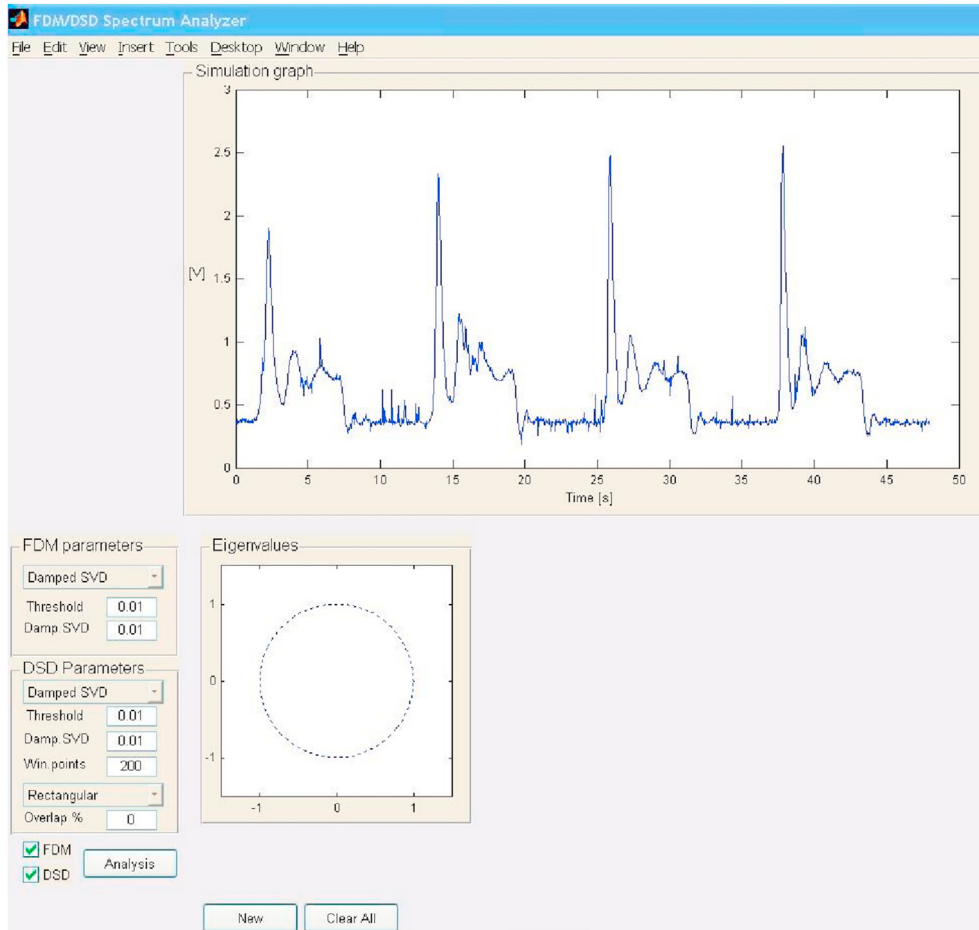 FDM/DSD Spectrum Analyzer
File Edit View Insert Tools Desktop Window Help
Simulation graph
3
2.5
2
[V] 1.5
1
0.5
0
0 5 10 15 20 25 30 35 40 45 50
Time [s]
FDM parameters
Damped SVD
Threshold 0.01
Damp.SVD 0.01
DSD Parameters
Damped SVD
Threshold 0.01
Damp.SVD 0.01
Win.points 200
Rectangular
Overlap % 0
FDM
DSD
Analysis
Eigenvalues
1
0
-1
-1 0 1
New Clear All